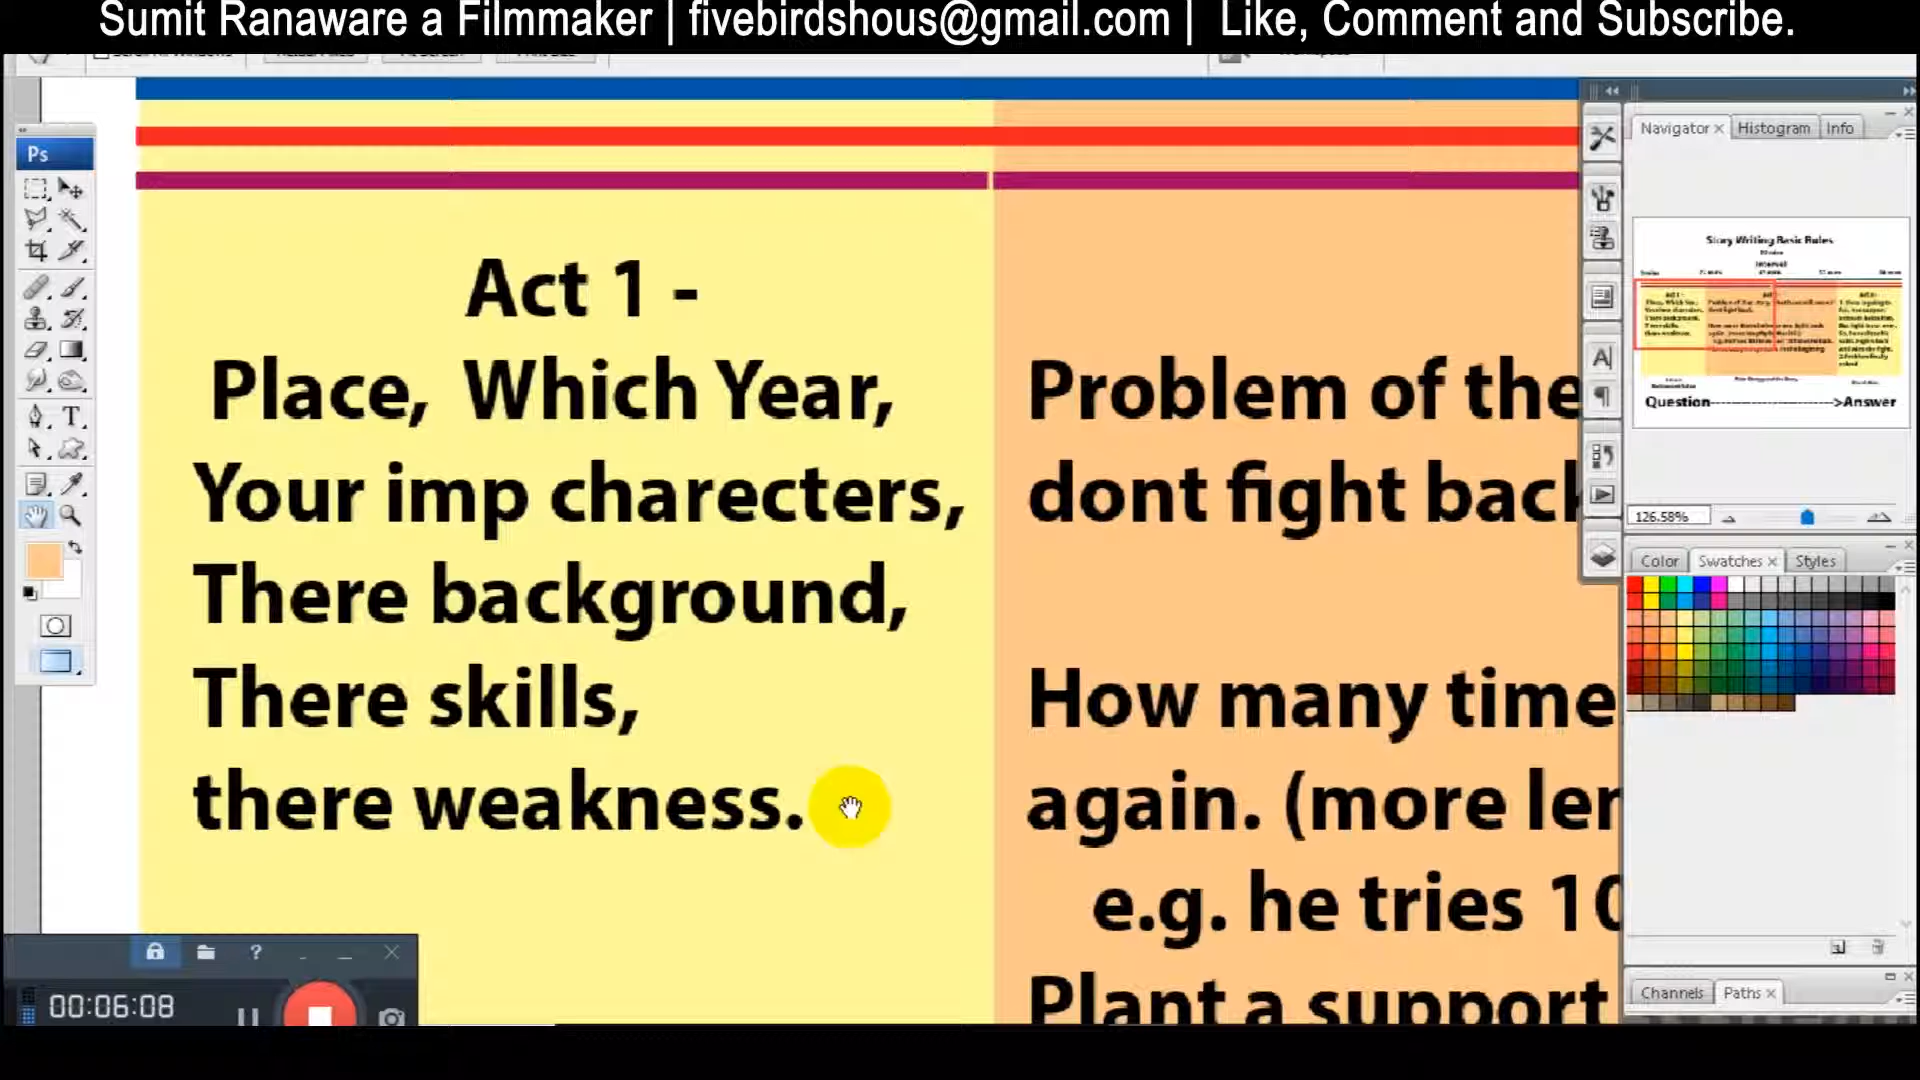 Sumit Ranaware a Filmmaker | fivebirdshous@gmail.com | Like, Comment and Subscribe.
Ps
Act 1 -
Place, Which Year,
Your imp charecters,
There background,
There skills,
there weakness.
Problem of the
dont fight back
How many time
again. (more ler
e.g. he tries 10
Plant a support
Navigator × Histogram Info
Story Writing Basic Rules
Question >Answer
126.58%
Color Swatches × Styles
Channels Paths ×
00:06:08